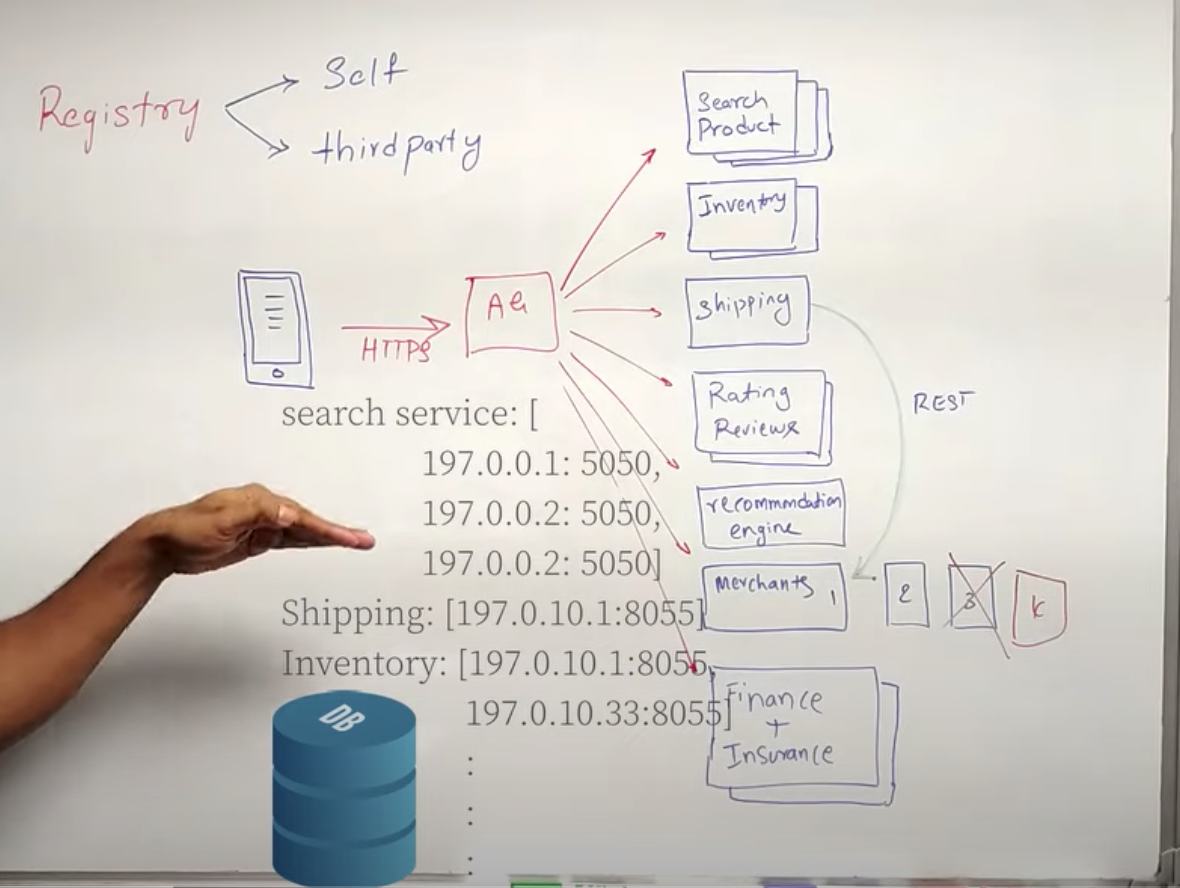 Registry
Self
thirdparty
Search
Product
Inventory
Shipping
Rating
Reviews
recommndation
engine
Merchants 1
2
3
k
Finance
+
Insurance
AG
HTTPS
REST
search service: [
197.0.0.1: 5050,
197.0.0.2: 5050,
197.0.0.2: 5050]
Shipping: [197.0.10.1:8055]
Inventory: [197.0.10.1:8055,
197.0.10.33:8055]
DB